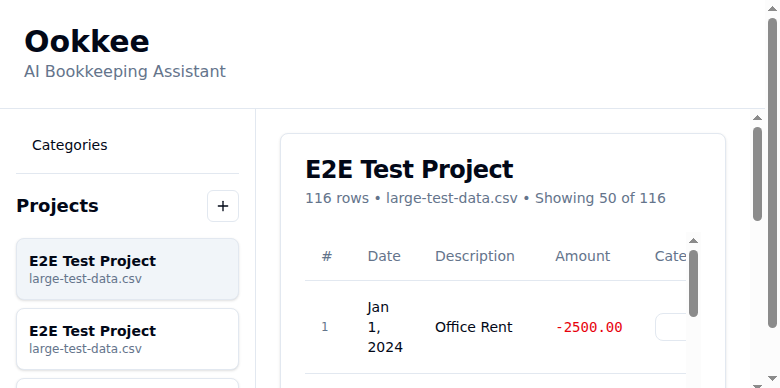 Ookkee
AI Bookkeeping Assistant
Categories
Projects
+
E2E Test Project
large-test-data.csv
E2E Test Project
large-test-data.csv
E2E Test Project
116 rows • large-test-data.csv • Showing 50 of 116
# Date Description Amount Cate
1 Jan 1, 2024 Office Rent -2500.00